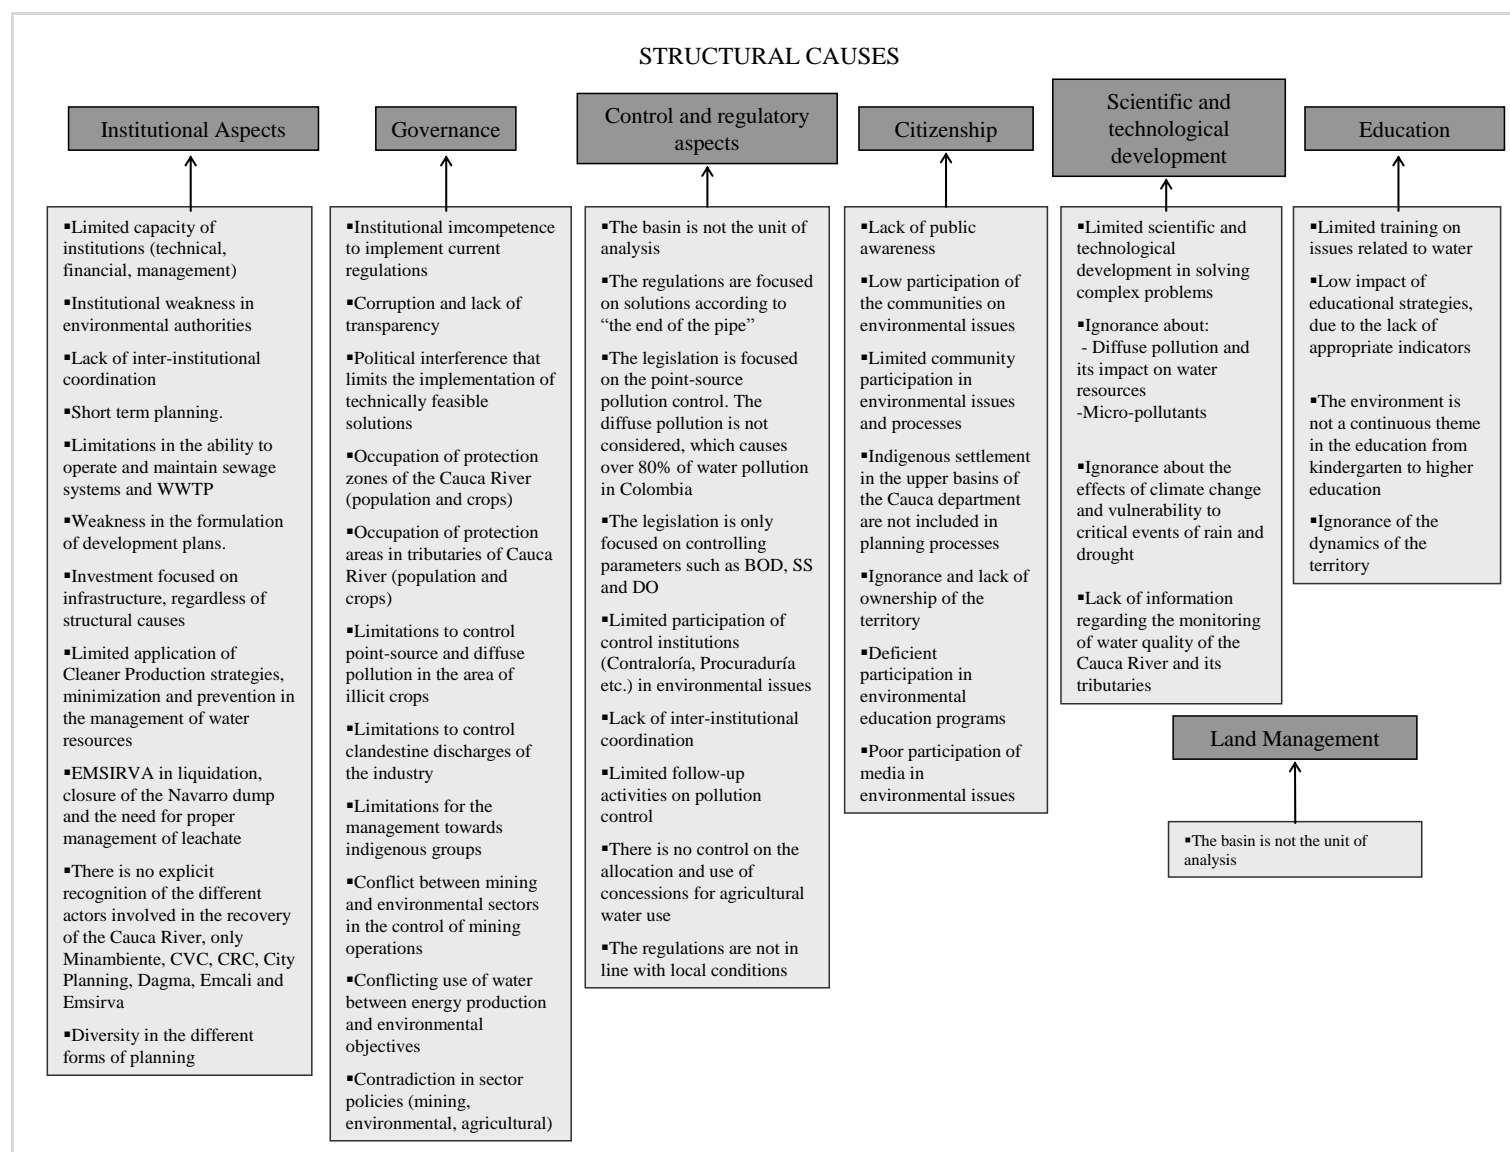 STRUCTURAL CAUSES
Institutional Aspects
▪Limited capacity of
institutions (technical,
financial, management)
▪Institutional weakness in
environmental authorities
▪Lack of inter-institutional
coordination
▪Short term planning.
▪Limitations in the ability to
operate and maintain sewage
systems and WWTP
▪Weakness in the formulation
of development plans.
▪Investment focused on
infrastructure, regardless of
structural causes
▪Limited application of
Cleaner Production strategies,
minimization and prevention in
the management of water
resources
▪EMSIRVA in liquidation,
closure of the Navarro dump
and the need for proper
management of leachate
▪There is no explicit
recognition of the different
actors involved in the recovery
of the Cauca River, only
Minambiente, CVC, CRC, City
Planning, Dagma, Emcali and
Emsirva
▪Diversity in the different
forms of planning
Governance
▪Institutional imcompetence
to implement current
regulations
▪Corruption and lack of
transparency
▪Political interference that
limits the implementation of
technically feasible
solutions
▪Occupation of protection
zones of the Cauca River
(population and crops)
▪Occupation of protection
areas in tributaries of Cauca
River (population and
crops)
▪Limitations to control
point-source and diffuse
pollution in the area of
illicit crops
▪Limitations to control
clandestine discharges of
the industry
▪Limitations for the
management towards
indigenous groups
▪Conflict between mining
and environmental sectors
in the control of mining
operations
▪Conflicting use of water
between energy production
and environmental
objectives
▪Contradiction in sector
policies (mining,
environmental, agricultural)
Control and regulatory
aspects
▪The basin is not the unit of
analysis
▪The regulations are focused
on solutions according to
“the end of the pipe”
▪The legislation is focused
on the point-source
pollution control. The
diffuse pollution is not
considered, which causes
over 80% of water pollution
in Colombia
▪The legislation is only
focused on controlling
parameters such as BOD, SS
and DO
▪Limited participation of
control institutions
(Contraloría, Procuraduría
etc.) in environmental issues
▪Lack of inter-institutional
coordination
▪Limited follow-up
activities on pollution
control
▪There is no control on the
allocation and use of
concessions for agricultural
water use
▪The regulations are not in
line with local conditions
Citizenship
▪Lack of public
awareness
▪Low participation of
the communities on
environmental issues
▪Limited community
participation in
environmental issues
and processes
▪Indigenous settlement
in the upper basins of
the Cauca department
are not included in
planning processes
▪Ignorance and lack of
ownership of the
territory
▪Deficient
participation in
environmental
education programs
▪Poor participation of
media in
environmental issues
Scientific and
technological
development
▪Limited scientific and
technological
development in solving
complex problems
▪Ignorance about:
- Diffuse pollution and
its impact on water
resources
-Micro-pollutants
▪Ignorance about the
effects of climate change
and vulnerability to
critical events of rain and
drought
▪Lack of information
regarding the monitoring
of water quality of the
Cauca River and its
tributaries
Education
▪Limited training on
issues related to water
▪Low impact of
educational strategies,
due to the lack of
appropriate indicators
▪The environment is
not a continuous theme
in the education from
kindergarten to higher
education
▪Ignorance of the
dynamics of the
territory
Land Management
▪The basin is not the unit of
analysis